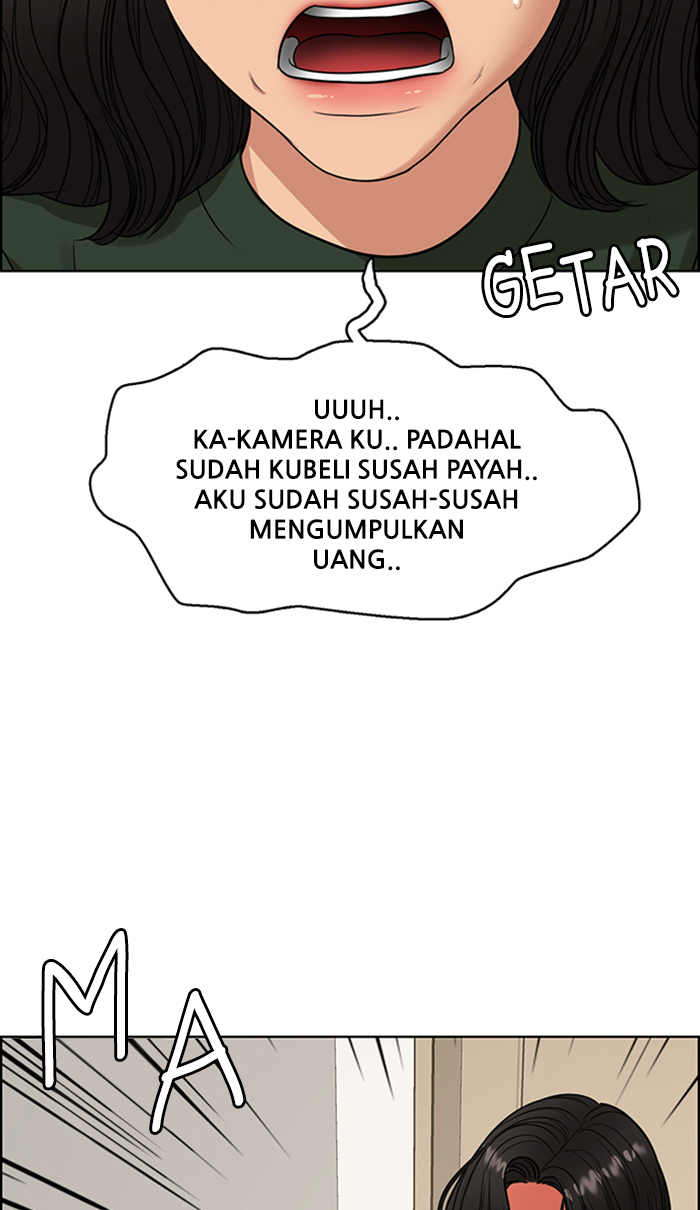 GETAR
UUUH..
KA-KAMERA KU.. PADAHAL
SUDAH KUBELI SUSAH PAYAH..
AKU SUDAH SUSAH-SUSAH
MENGUMPULKAN
UANG..
MA